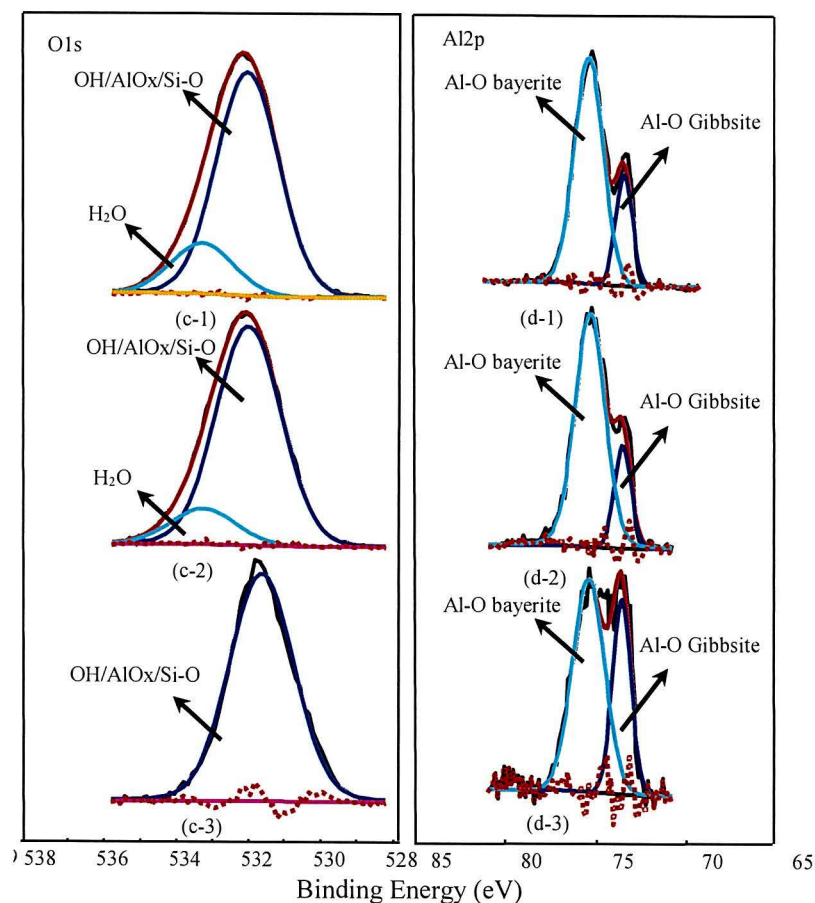 O1s
OH/AlOx/Si-O
H₂O
(c-1)
OH/AlOx/Si-O
H₂O
(c-2)
OH/AlOx/Si-O
(c-3)
Al2p
Al-O bayerite
Al-O Gibbsite
(d-1)
Al-O bayerite
Al-O Gibbsite
(d-2)
Al-O bayerite
Al-O Gibbsite
(d-3)
538 534 532 530 528 85 80 75 70 65
Binding Energy (eV)